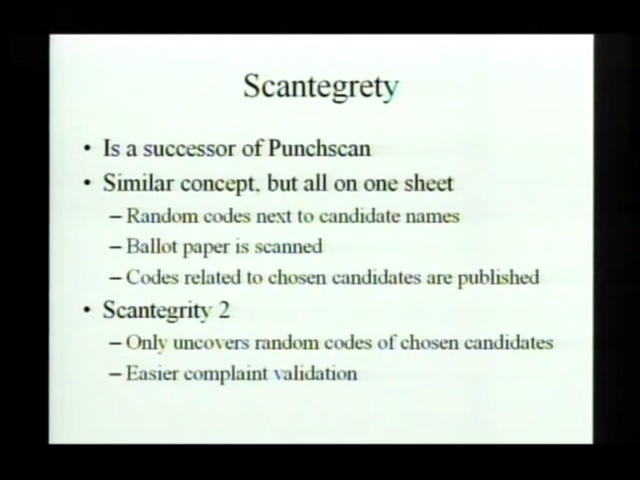 Scantegrety
• Is a successor of Punchscan
• Similar concept, but all on one sheet
– Random codes next to candidate names
– Ballot paper is scanned
– Codes related to chosen candidates are published
• Scantegrity 2
– Only uncovers random codes of chosen candidates
– Easier complaint validation